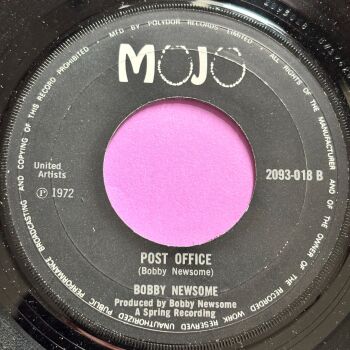 MFD BY POLYDOR RECORDS LIMITED • ALL RIGHTS OF THE MANUFACTURER AND OF THE OWNER OF THE RECORDED WORK RESERVED UNAUTHORIZED PUBLIC PERFORMANCE BROADCASTING AND COPYING OF THIS RECORD PROHIBITED •
MOJO
United
Artists
℗ 1972
2093-018 B
POST OFFICE
(Bobby Newsome)
BOBBY NEWSOME
Produced by Bobby Newsome
A Spring Recording